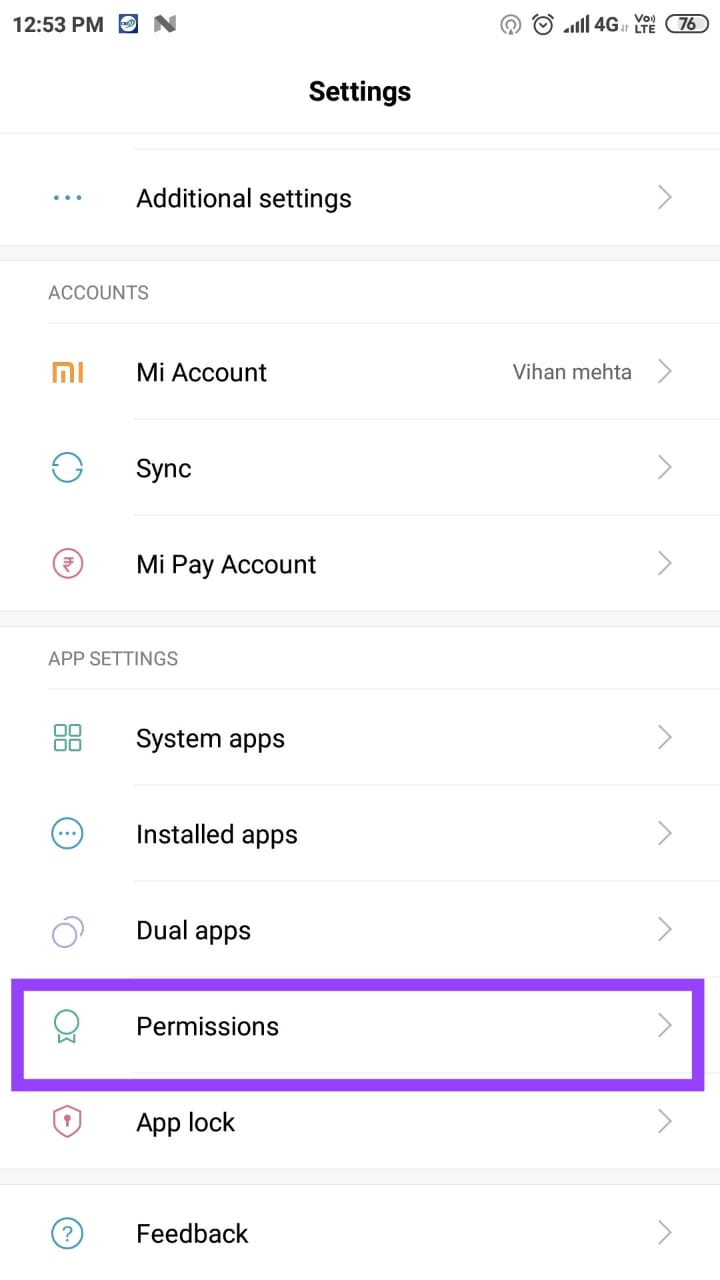 12:53 PM 4G VoLTE 76
Settings
Additional settings
ACCOUNTS
Mi Account Vihan mehta
Sync
Mi Pay Account
APP SETTINGS
System apps
Installed apps
Dual apps
Permissions
App lock
Feedback